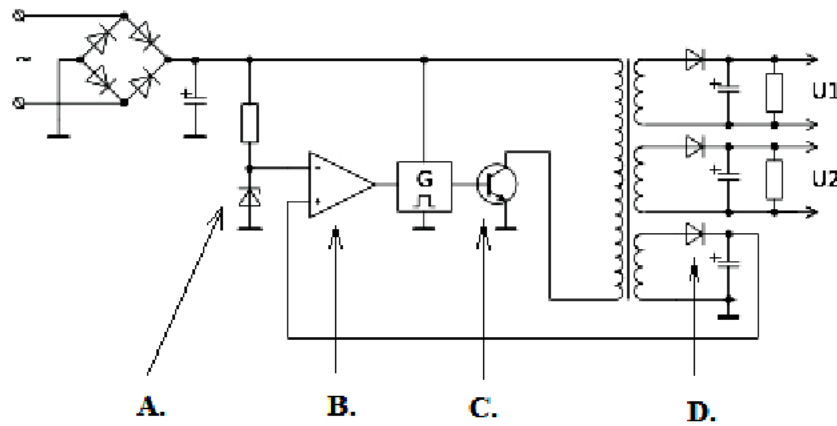 ~
+
U1
-
+
G
+
U2
+
+
A.
B.
C.
D.